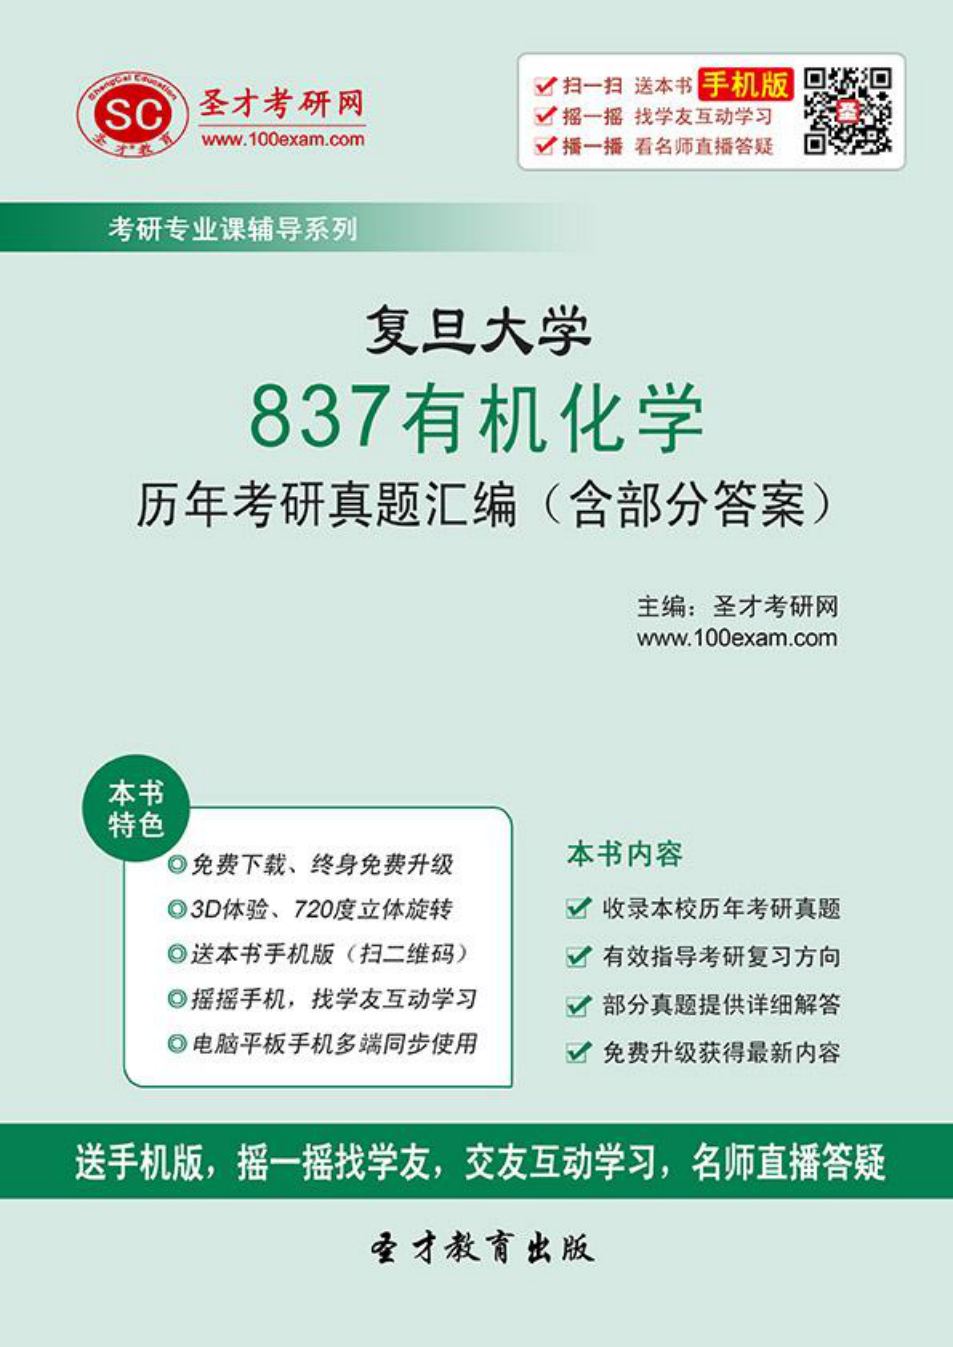 ShengCai Education
SC
圣才教育
圣才考研网
www.100exam.com
扫一扫 送本书 手机版
摇一摇 找学友互动学习
播一播 看名师直播答疑
圣
考研专业课辅导系列
复旦大学
837有机化学
历年考研真题汇编（含部分答案）
主编：圣才考研网
www.100exam.com
本书
特色
◎免费下载、终身免费升级
◎3D体验、720度立体旋转
◎送本书手机版（扫二维码）
◎摇摇手机，找学友互动学习
◎电脑平板手机多端同步使用
本书内容
收录本校历年考研真题
有效指导考研复习方向
部分真题提供详细解答
免费升级获得最新内容
送手机版，摇一摇找学友，交友互动学习，名师直播答疑
圣才教育出版